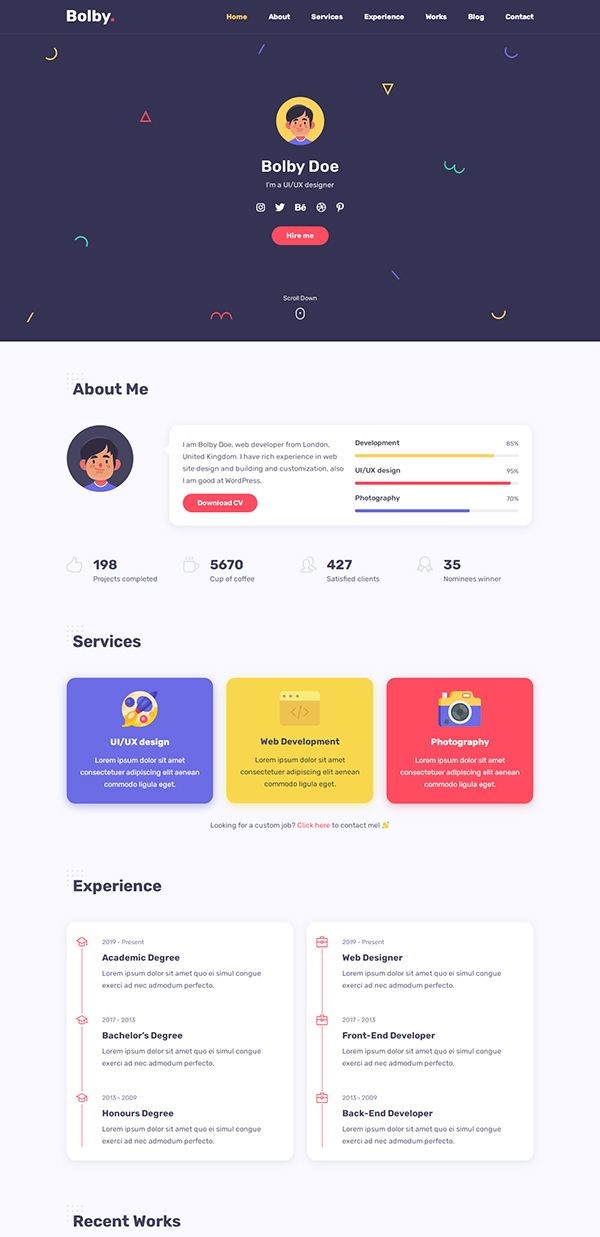 Bolby.
Home About Services Experience Works Blog Contact
Bolby Doe
I'm a UI/UX designer
Bē
Hire me
Scroll Down
About Me
I am Bolby Doe, web developer from London,
United Kingdom. I have rich experience in web
site design and building and customization, also
I am good at WordPress.
Download CV
Development 85%
UI/UX design 95%
Photography 70%
198
Projects completed
5670
Cup of coffee
427
Satisfied clients
35
Nominees winner
Services
UI/UX design
Lorem ipsum dolor sit amet
consectetuer adipiscing elit aenean
commodo ligula eget.
</>
Web Development
Lorem ipsum dolor sit amet
consectetuer adipiscing elit aenean
commodo ligula eget.
Photography
Lorem ipsum dolor sit amet
consectetuer adipiscing elit aenean
commodo ligula eget.
Looking for a custom job? Click here to contact me! 👋
Experience
2019 - Present
Academic Degree
Lorem ipsum dolor sit amet quo ei simul congue
exerci ad nec admodum perfecto.
2017 - 2013
Bachelor's Degree
Lorem ipsum dolor sit amet quo ei simul congue
exerci ad nec admodum perfecto.
2013 - 2009
Honours Degree
Lorem ipsum dolor sit amet quo ei simul congue
exerci ad nec admodum perfecto.
2019 - Present
Web Designer
Lorem ipsum dolor sit amet quo ei simul congue
exerci ad nec admodum perfecto.
2017 - 2013
Front-End Developer
Lorem ipsum dolor sit amet quo ei simul congue
exerci ad nec admodum perfecto.
2013 - 2009
Back-End Developer
Lorem ipsum dolor sit amet quo ei simul congue
exerci ad nec admodum perfecto.
Recent Works